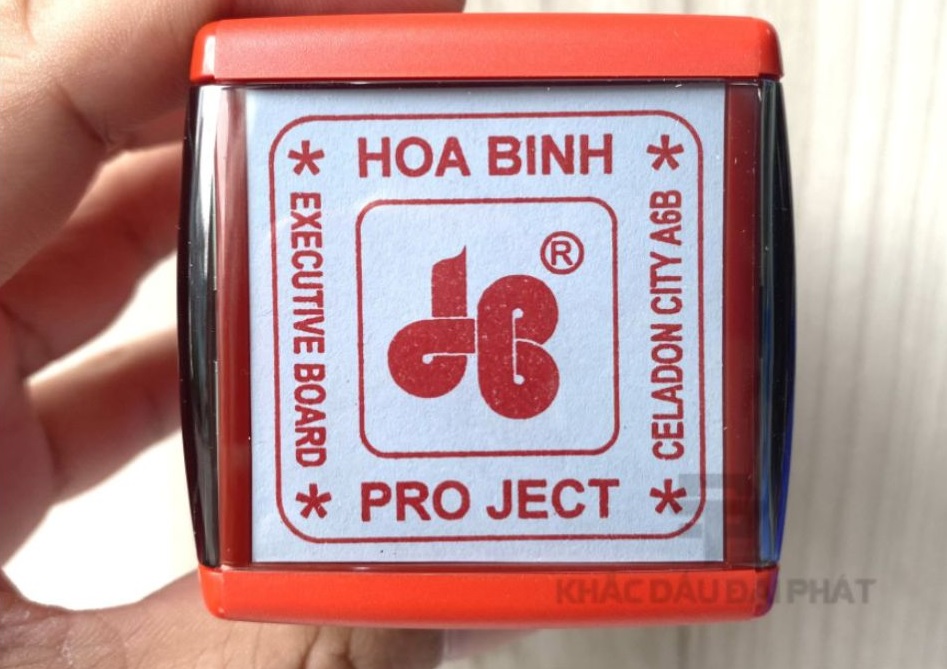 * HOA BINH *
EXECUTIVE BOARD
CELADON CITY A6B
®
* PRO JECT *
KHẮC DẤU ĐẠI PHÁT